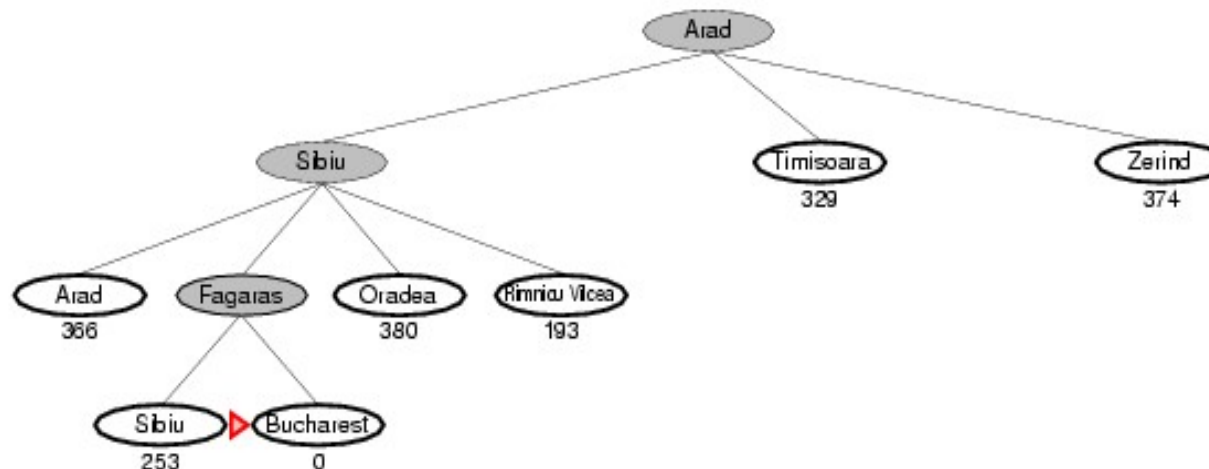 Arad
Sibiu
Timisoara
Zerind
329
374
Arad
Fagaras
Oradea
Rimnicu Vilcea
366
380
193
Sibiu
Bucharest
253
0